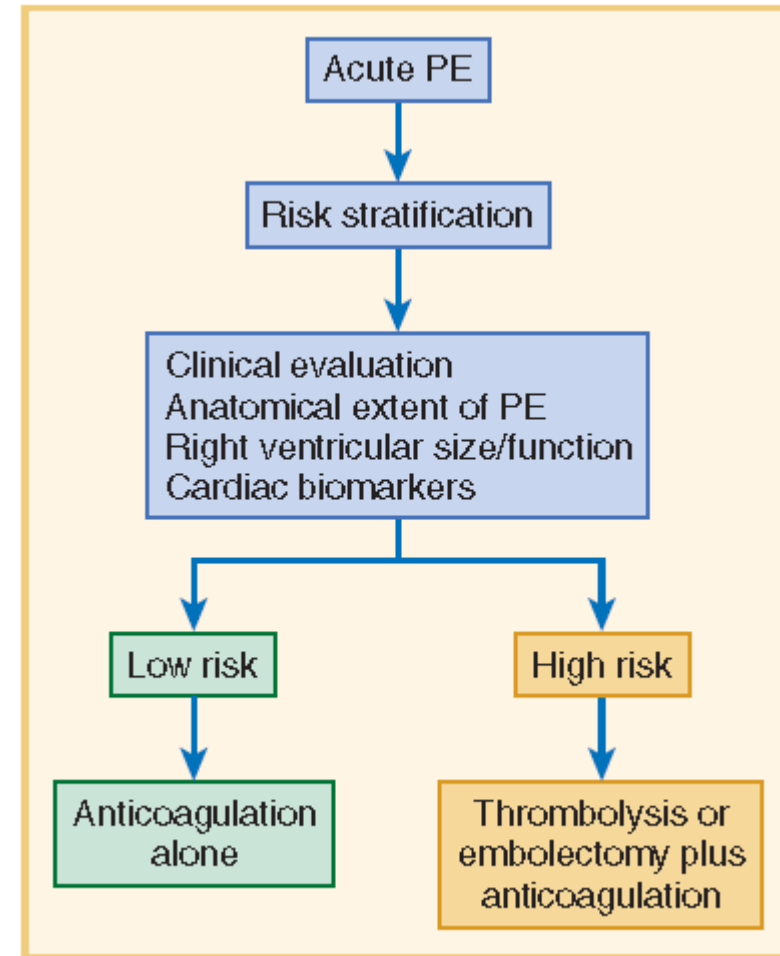 Acute PE
Risk stratification
Clinical evaluation
Anatomical extent of PE
Right ventricular size/function
Cardiac biomarkers
Low risk
High risk
Anticoagulation
alone
Thrombolysis or
embolectomy plus
anticoagulation